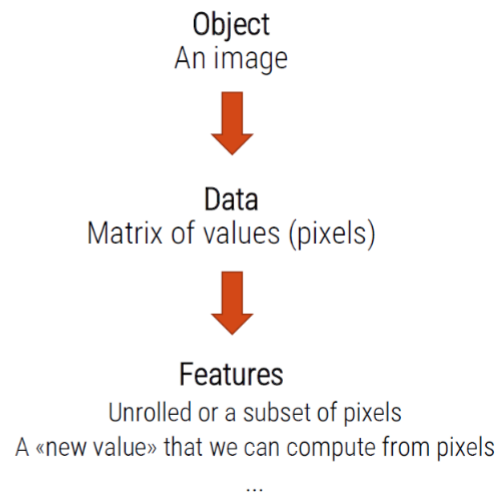 Object
An image
Data
Matrix of values (pixels)
Features
Unrolled or a subset of pixels
A «new value» that we can compute from pixels
...